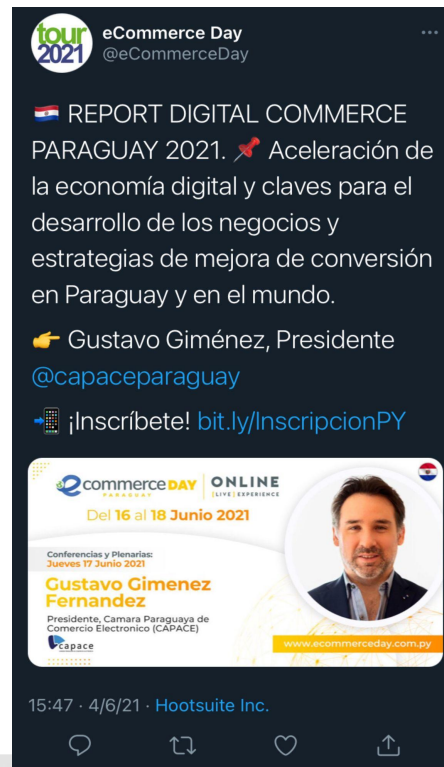 tour
2021
eCommerce Day
@eCommerceDay
REPORT DIGITAL COMMERCE
PARAGUAY 2021. 📌 Aceleración de
la economía digital y claves para el
desarrollo de los negocios y
estrategias de mejora de conversión
en Paraguay y en el mundo.
👉 Gustavo Giménez, Presidente
@capaceparaguay
📲 ¡Inscríbete! bit.ly/InscripcionPY
ecommerce DAY
PARAGUAY
ONLINE
[LIVE] EXPERIENCE
Del 16 al 18 Junio 2021
Conferencias y Plenarias:
Jueves 17 Junio 2021
Gustavo Gimenez
Fernandez
Presidente, Camara Paraguaya de
Comercio Electronico (CAPACE)
capace
www.ecommerceday.com.py
15:47 · 4/6/21 · Hootsuite Inc.